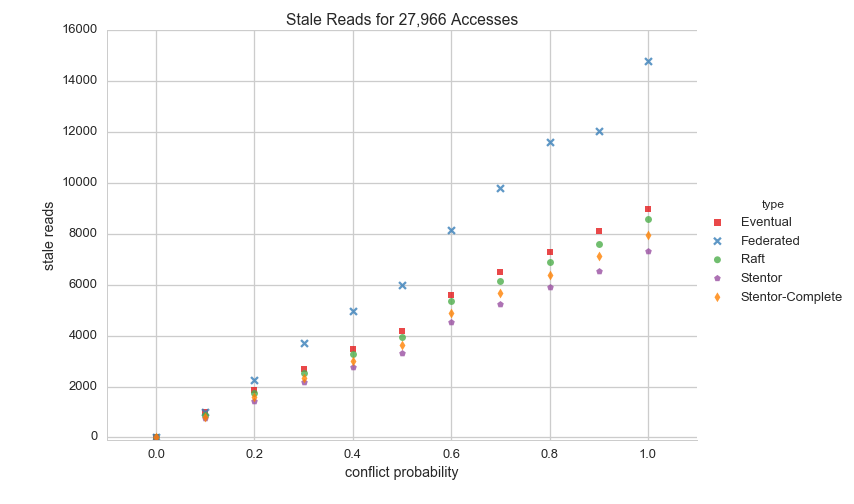 Stale Reads for 27,966 Accesses
16000
14000
12000
10000
8000
6000
4000
2000
0
stale reads
0.0 0.2 0.4 0.6 0.8 1.0
conflict probability
type
Eventual
Federated
Raft
Stentor
Stentor-Complete